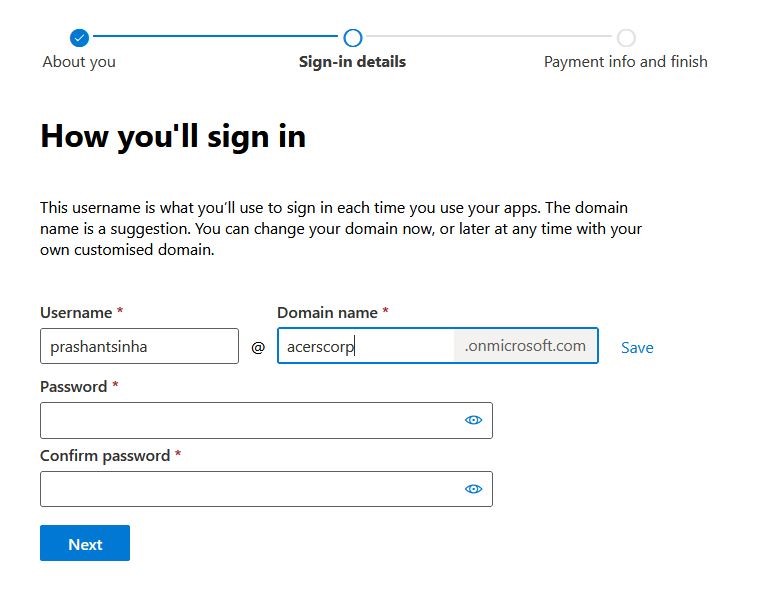 About you
Sign-in details
Payment info and finish
How you'll sign in
This username is what you’ll use to sign in each time you use your apps. The domain
name is a suggestion. You can change your domain now, or later at any time with your
own customised domain.
Username *
Domain name *
prashantsinha
@
acerscorp
.onmicrosoft.com
Save
Password *
Confirm password *
Next